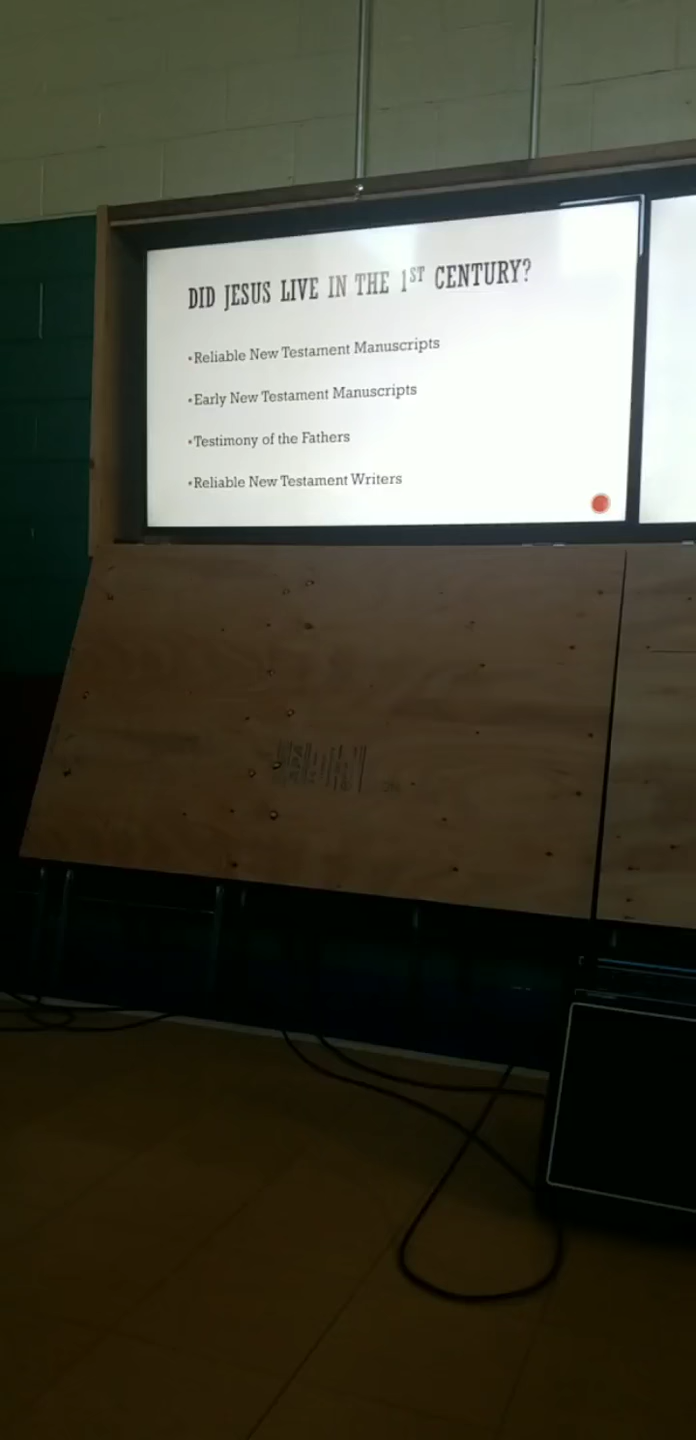 DID JESUS LIVE IN THE 1ST CENTURY?
•Reliable New Testament Manuscripts
•Early New Testament Manuscripts
•Testimony of the Fathers
•Reliable New Testament Writers
APA